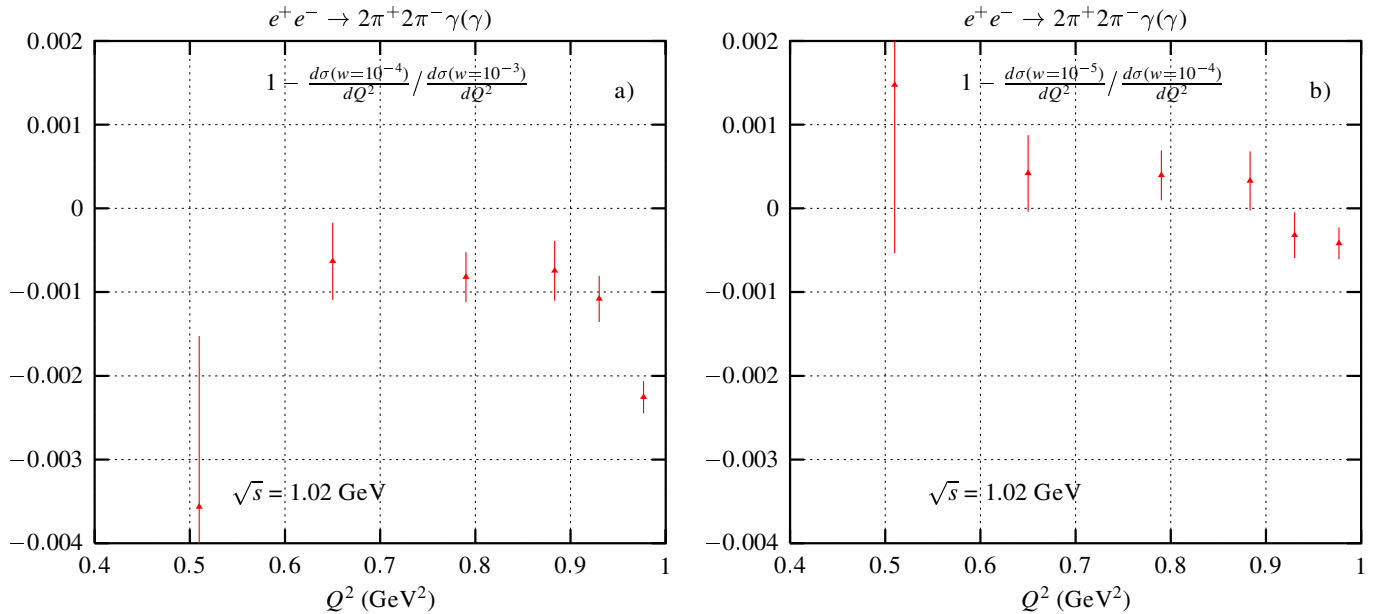 e⁺e⁻ → 2π⁺2π⁻γ(γ)
1 − dσ(w=10⁻⁴)/dQ² / dσ(w=10⁻³)/dQ²
a)
0.002
0.001
0
−0.001
−0.002
−0.003
−0.004
√s = 1.02 GeV
0.4 0.5 0.6 0.7 0.8 0.9 1
Q² (GeV²)
e⁺e⁻ → 2π⁺2π⁻γ(γ)
1 − dσ(w=10⁻⁵)/dQ² / dσ(w=10⁻⁴)/dQ²
b)
0.002
0.001
0
−0.001
−0.002
−0.003
−0.004
√s = 1.02 GeV
0.4 0.5 0.6 0.7 0.8 0.9 1
Q² (GeV²)